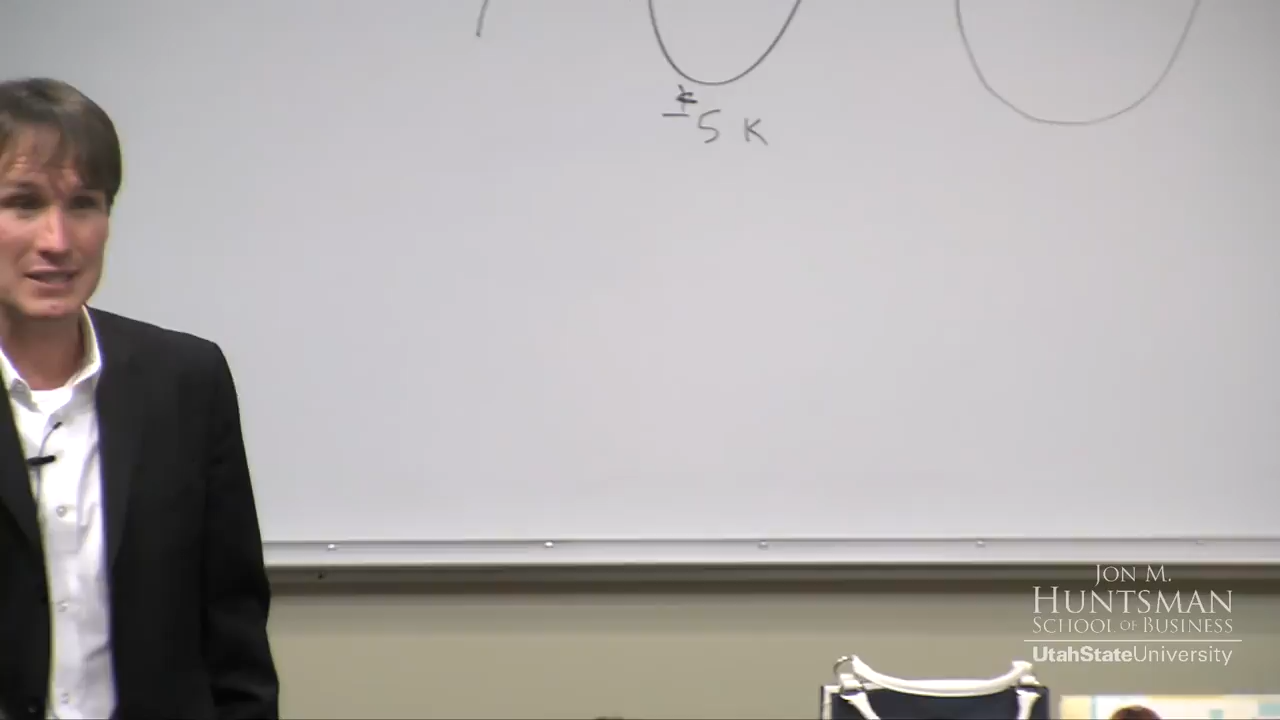 ±5 K
JON M.
HUNTSMAN
SCHOOL OF BUSINESS
UtahStateUniversity